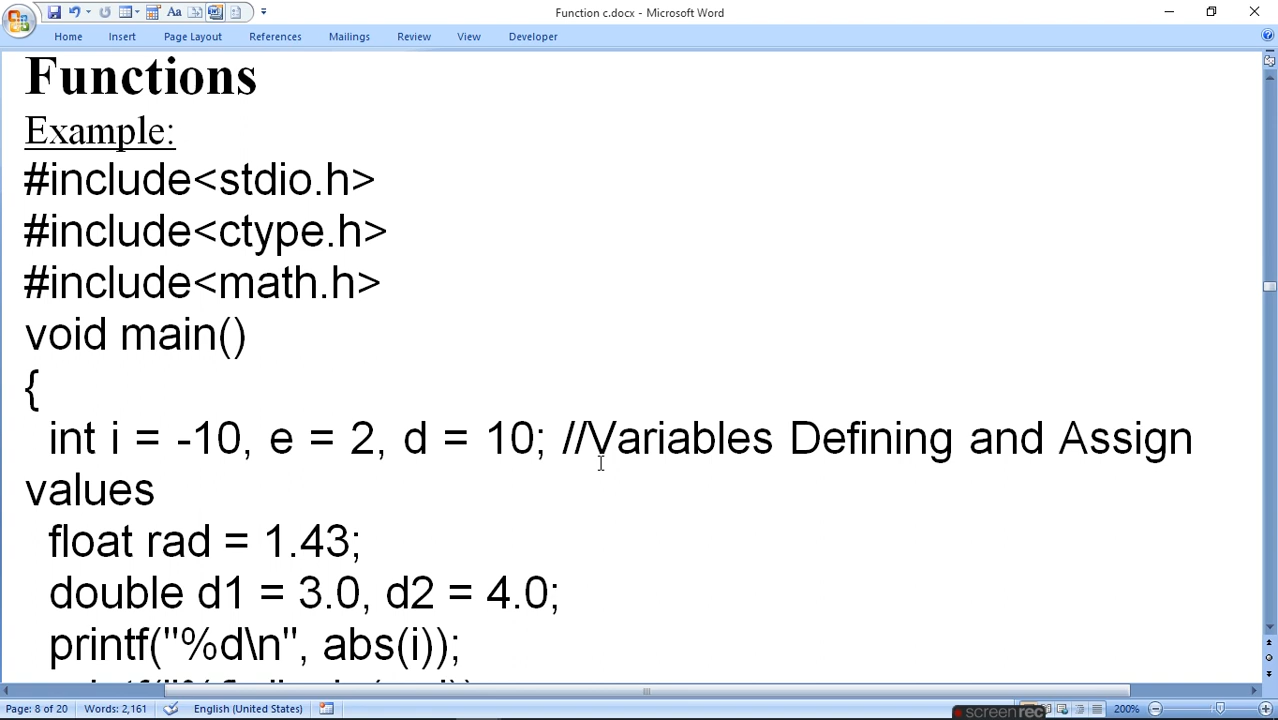 Function c.docx - Microsoft Word
Home Insert Page Layout References Mailings Review View Developer
Functions
Example:
#include<stdio.h>
#include<ctype.h>
#include<math.h>
void main()
{
int i = -10, e = 2, d = 10; //Variables Defining and Assign
values
float rad = 1.43;
double d1 = 3.0, d2 = 4.0;
printf("%d\n", abs(i));
Page: 8 of 20 Words: 2,161 English (United States) 200%
screenrec